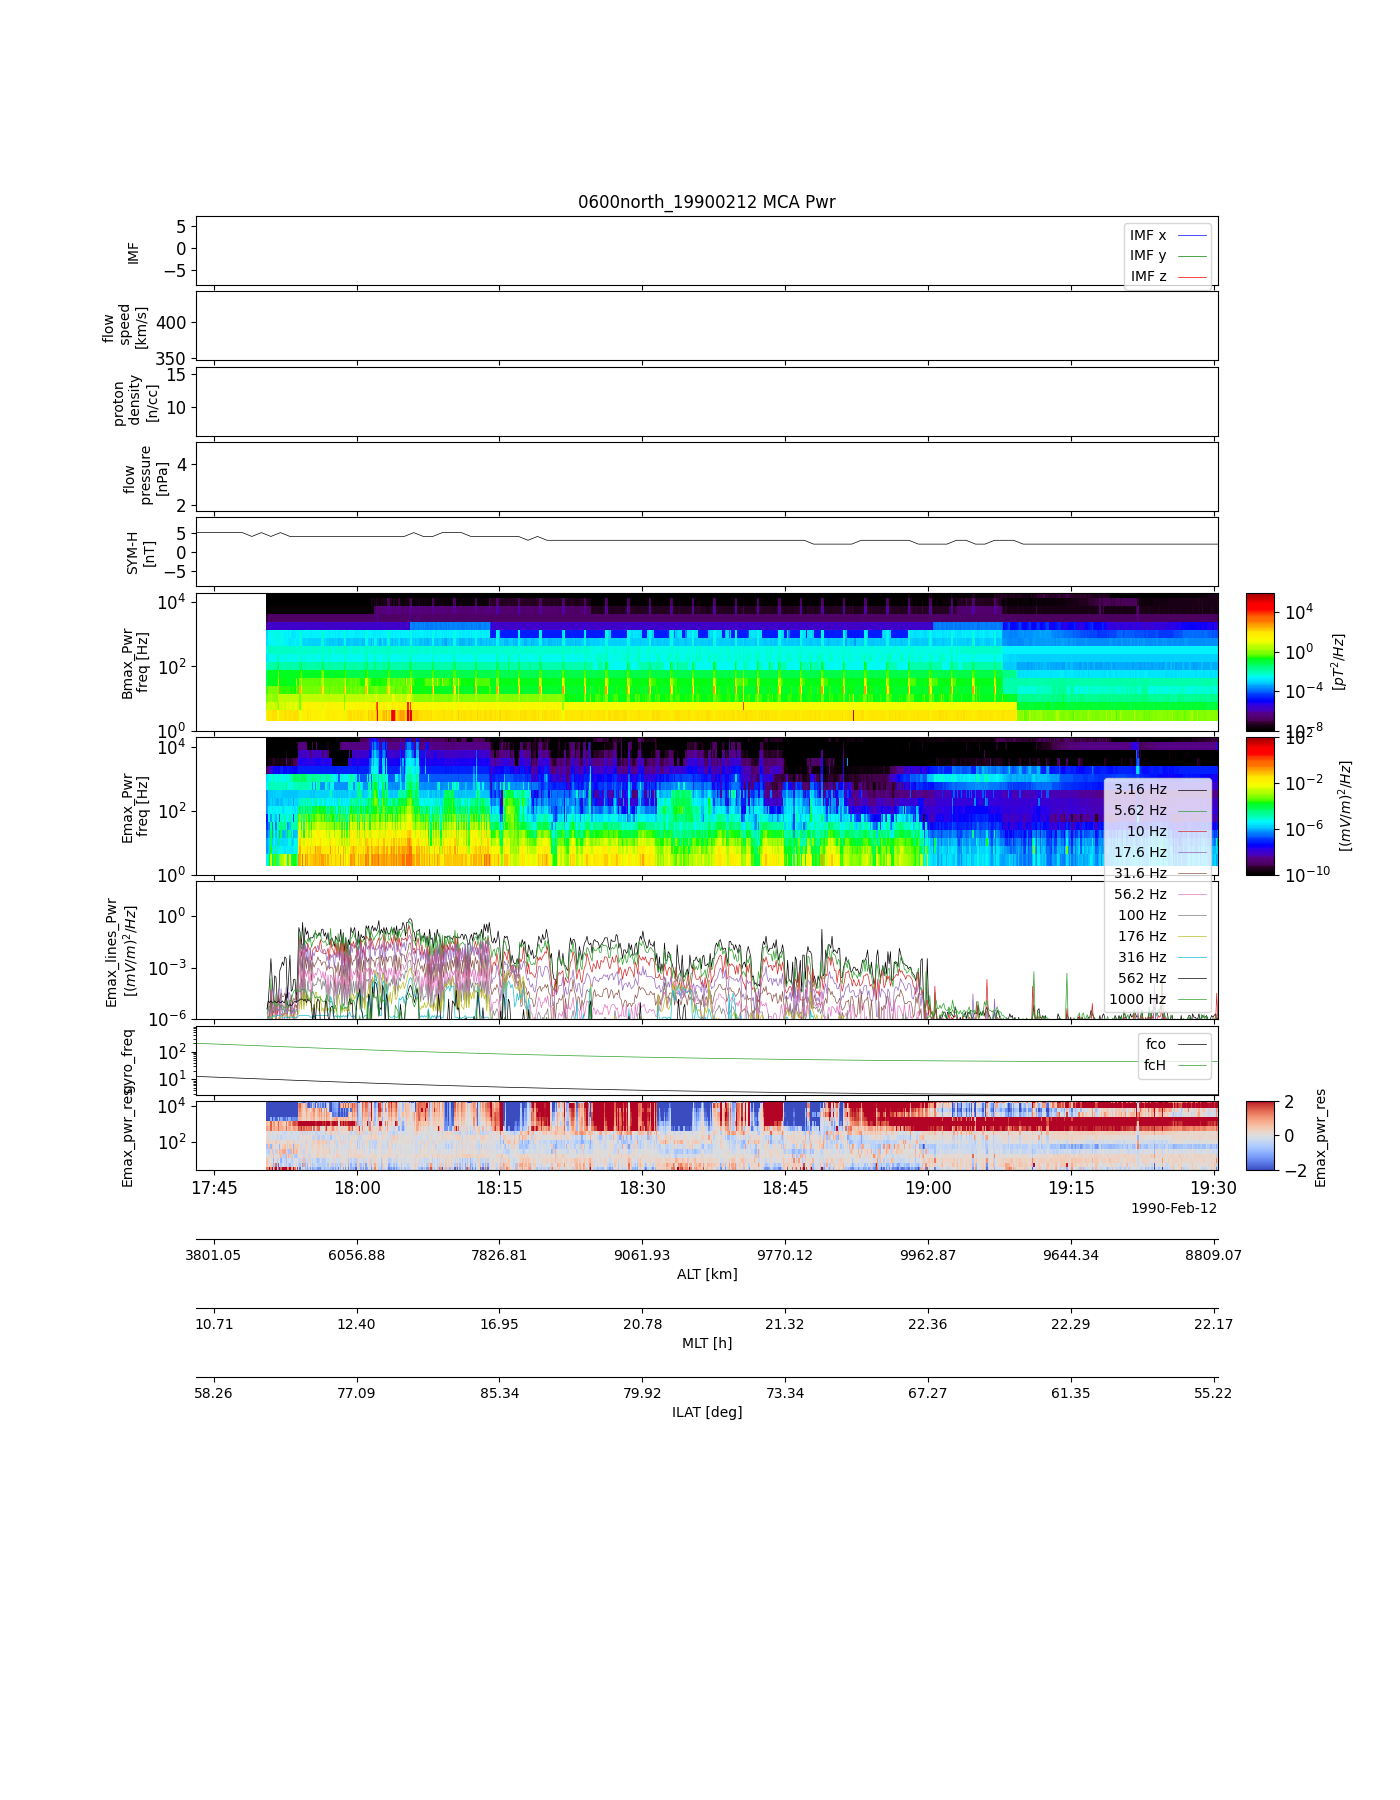 0600north_19900212 MCA Pwr
IMF
5
0
−5
IMF x
IMF y
IMF z
flow
speed
[km/s]
400
350
proton
density
[n/cc]
15
10
flow
pressure
[nPa]
4
2
SYM-H
[nT]
5
0
−5
Bmax_Pwr
freq [Hz]
10^4
10^2
10^0
10^4
10^0
10^−4
10^−8
[pT^2/Hz]
Emax_Pwr
freq [Hz]
10^4
10^2
10^0
10^2
10^−2
10^−6
10^−10
[(mV/m)^2/Hz]
3.16 Hz
5.62 Hz
10 Hz
17.6 Hz
31.6 Hz
56.2 Hz
100 Hz
176 Hz
316 Hz
562 Hz
1000 Hz
Emax_lines_Pwr
[(mV/m)^2/Hz]
10^0
10^−3
10^−6
gyro_freq
10^2
10^1
fco
fcH
Emax_pwr_res
10^4
10^2
2
0
−2
Emax_pwr_res
17:45 18:00 18:15 18:30 18:45 19:00 19:15 19:30
1990-Feb-12
3801.05 6056.88 7826.81 9061.93 9770.12 9962.87 9644.34 8809.07
ALT [km]
10.71 12.40 16.95 20.78 21.32 22.36 22.29 22.17
MLT [h]
58.26 77.09 85.34 79.92 73.34 67.27 61.35 55.22
ILAT [deg]